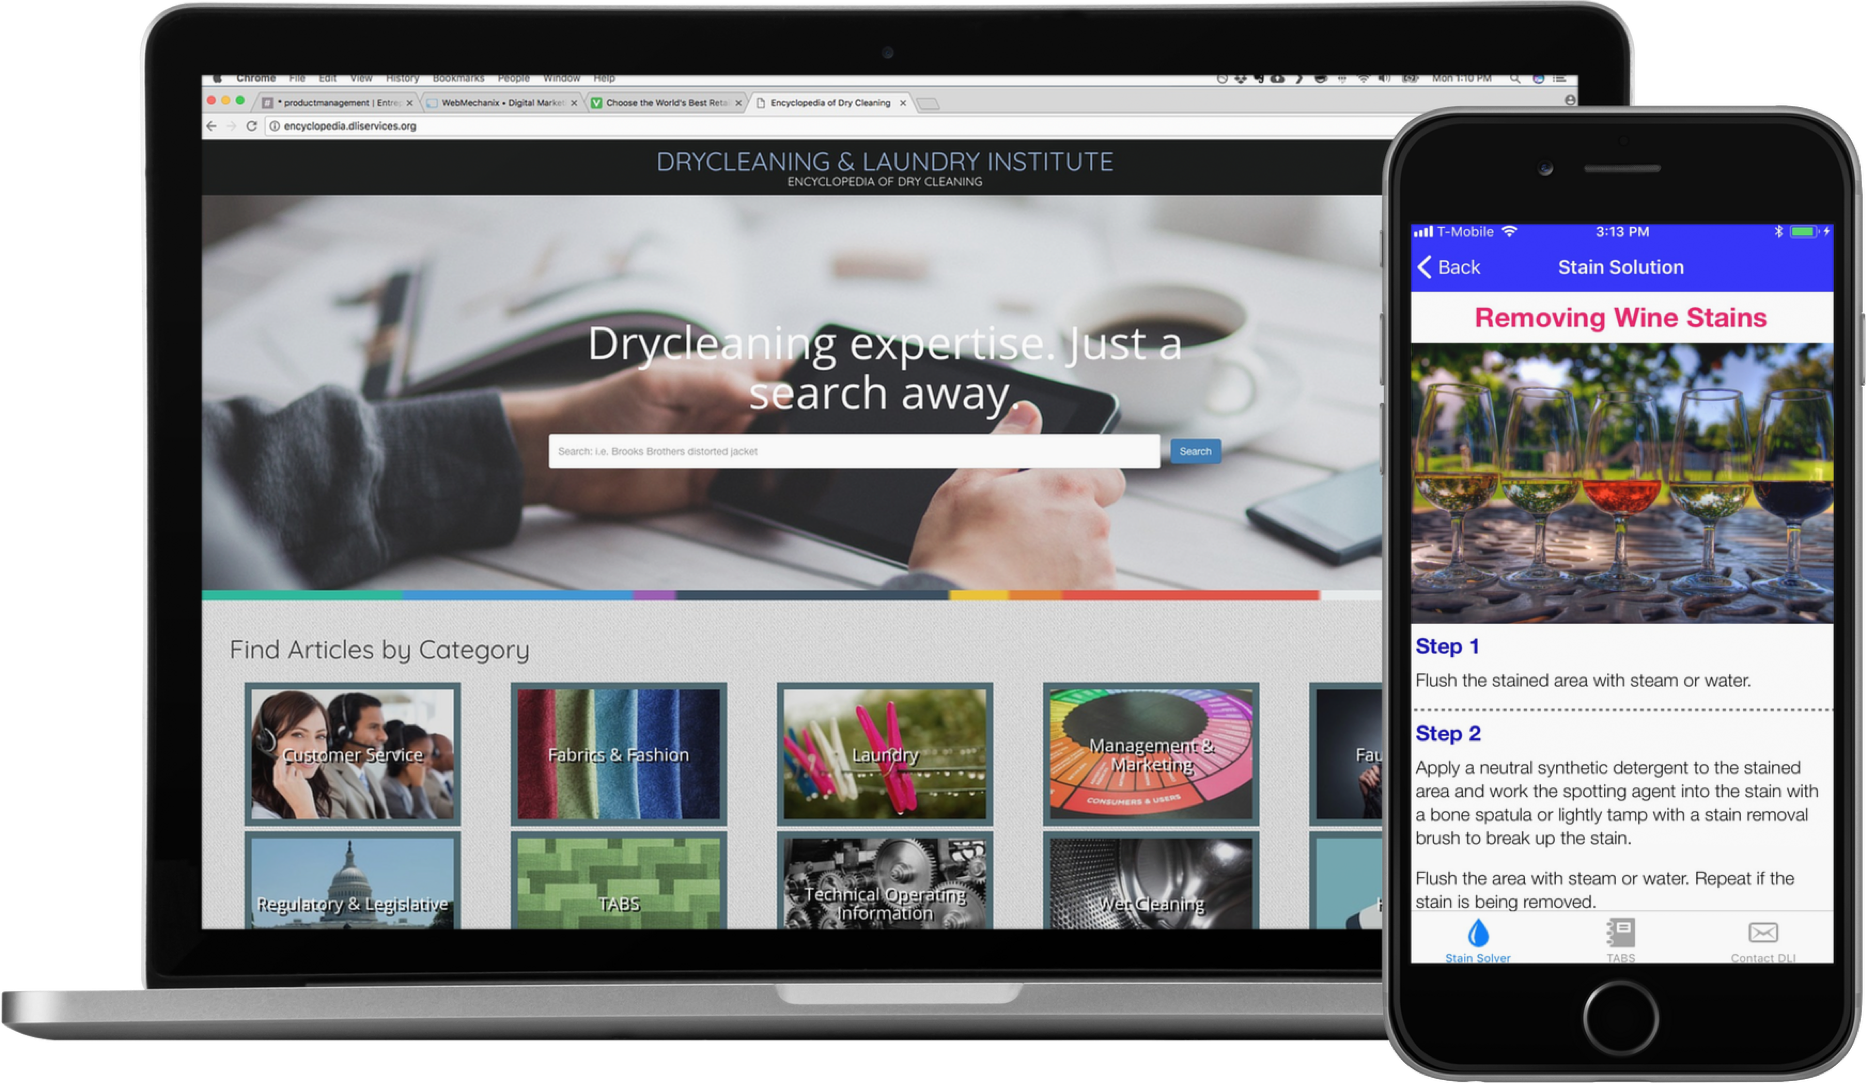 Chrome File Edit View History Bookmarks People Window Help Mon 1:10 PM
* productmanagement | Entre
WebMechanix • Digital Market
Choose the World's Best Reta
Encyclopedia of Dry Cleaning
encyclopedia.dliservices.org
DRYCLEANING & LAUNDRY INSTITUTE
ENCYCLOPEDIA OF DRY CLEANING
Drycleaning expertise. Just a
search away.
Search: i.e. Brooks Brothers distorted jacket
Search
Find Articles by Category
Customer Service
Fabrics & Fashion
Laundry
Management &
Marketing
CONSUMERS & USERS
Fau
Regulatory & Legislative
TABS
Technical Operating
Information
Wet Cleaning
T-Mobile 3:13 PM
Back Stain Solution
Removing Wine Stains
Step 1
Flush the stained area with steam or water.
Step 2
Apply a neutral synthetic detergent to the stained
area and work the spotting agent into the stain with
a bone spatula or lightly tamp with a stain removal
brush to break up the stain.
Flush the area with steam or water. Repeat if the
stain is being removed.
Stain Solver TABS Contact DLI